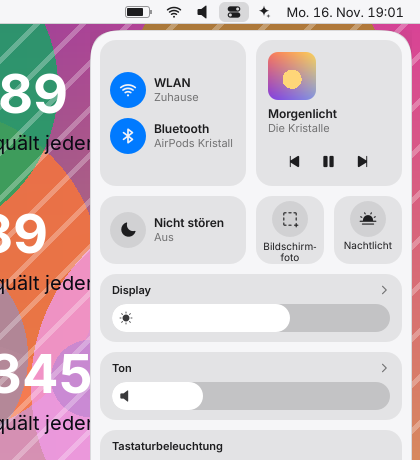 Mo. 16. Nov. 19:01
89
quält jeder
39
quält jeder
345
quält jeder
WLAN
Zuhause
Bluetooth
AirPods Kristall
Morgenlicht
Die Kristalle
Nicht stören
Aus
Bildschirm-
foto
Nachtlicht
Display
Ton
Tastaturbeleuchtung